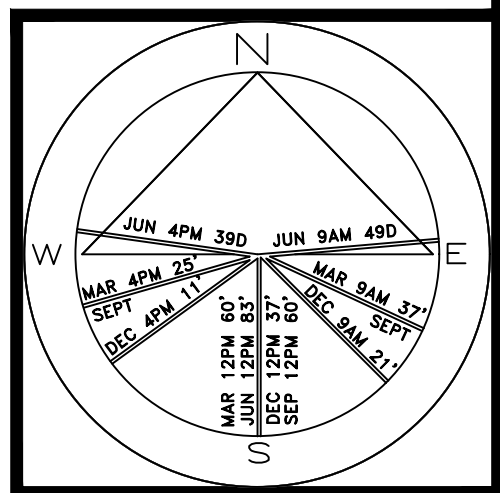 N
JUN 4PM 39D
JUN 9AM 49D
W
E
MAR 4PM 25'
SEPT
DEC 4PM 11'
MAR 9AM 37'
SEPT
DEC 9AM 21'
MAR 12PM 60'
JUN 12PM 83'
DEC 12PM 37'
SEP 12PM 60'
S